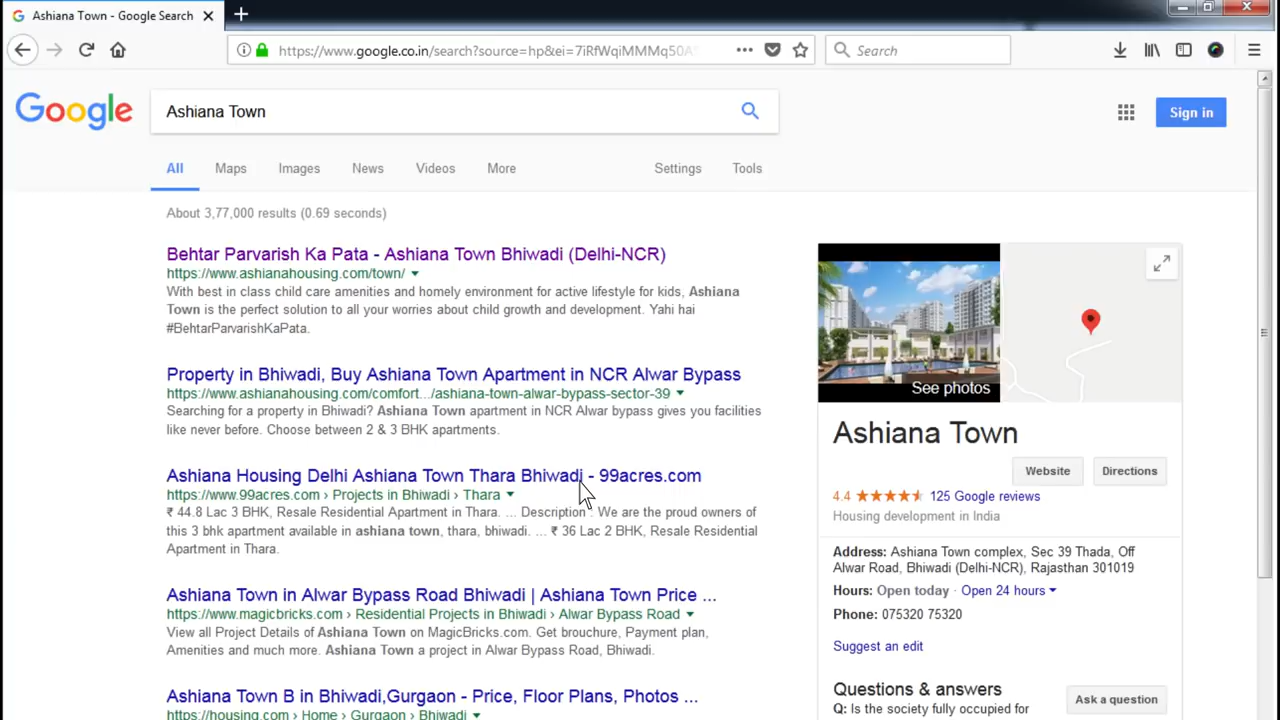 Ashiana Town - Google Search
https://www.google.co.in/search?source=hp&ei=7iRfWqiMMMq50A
Search
Google
Ashiana Town
Sign in
All Maps Images News Videos More Settings Tools
About 3,77,000 results (0.69 seconds)
Behtar Parvarish Ka Pata - Ashiana Town Bhiwadi (Delhi-NCR)
https://www.ashianahousing.com/town/
With best in class child care amenities and homely environment for active lifestyle for kids, Ashiana
Town is the perfect solution to all your worries about child growth and development. Yahi hai
#BehtarParvarishKaPata.
Property in Bhiwadi, Buy Ashiana Town Apartment in NCR Alwar Bypass
https://www.ashianahousing.com/comfort.../ashiana-town-alwar-bypass-sector-39
Searching for a property in Bhiwadi? Ashiana Town apartment in NCR Alwar bypass gives you facilities
like never before. Choose between 2 & 3 BHK apartments.
Ashiana Housing Delhi Ashiana Town Thara Bhiwadi - 99acres.com
https://www.99acres.com › Projects in Bhiwadi › Thara
₹ 44.8 Lac 3 BHK, Resale Residential Apartment in Thara. ... Description We are the proud owners of
this 3 bhk apartment available in ashiana town, thara, bhiwadi. ... ₹ 36 Lac 2 BHK, Resale Residential
Apartment in Thara.
Ashiana Town in Alwar Bypass Road Bhiwadi | Ashiana Town Price ...
https://www.magicbricks.com › Residential Projects in Bhiwadi › Alwar Bypass Road
View all Project Details of Ashiana Town on MagicBricks.com. Get brouchure, Payment plan,
Amenities and much more. Ashiana Town a project in Alwar Bypass Road, Bhiwadi.
Ashiana Town B in Bhiwadi,Gurgaon - Price, Floor Plans, Photos ...
https://housing.com › Home › Gurgaon › Bhiwadi
See photos
Ashiana Town
Website Directions
4.4 125 Google reviews
Housing development in India
Address: Ashiana Town complex, Sec 39 Thada, Off
Alwar Road, Bhiwadi (Delhi-NCR), Rajasthan 301019
Hours: Open today · Open 24 hours
Phone: 075320 75320
Suggest an edit
Questions & answers
Ask a question
Q: Is the society fully occupied for